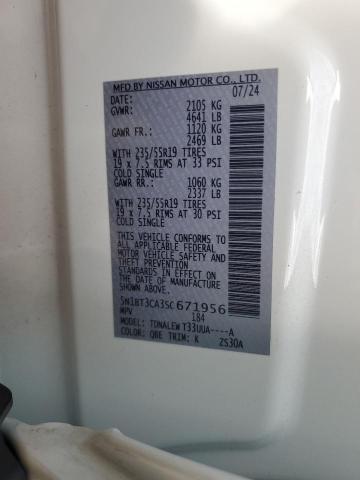 MFD BY NISSAN MOTOR CO., LTD.
DATE: 07/24
GVWR: 2105 KG
4641 LB
GAWR FR.: 1120 KG
2469 LB
WITH 235/55R19 TIRES
19 x 7.5 RIMS AT 33 PSI
COLD SINGLE
GAWR RR.: 1060 KG
2337 LB
WITH 235/55R19 TIRES
19 x 7.5 RIMS AT 30 PSI
COLD SINGLE
THIS VEHICLE CONFORMS TO
ALL APPLICABLE FEDERAL
MOTOR VEHICLE SAFETY AND
THEFT PREVENTION
STANDARDS IN EFFECT ON
THE DATE OF MANUFACTURE
SHOWN ABOVE.
5N1BT3CA3SC671956
MPV 184
MODEL: TDNALEW Y33UUA----A
COLOR: QBE TRIM: K 2S30A